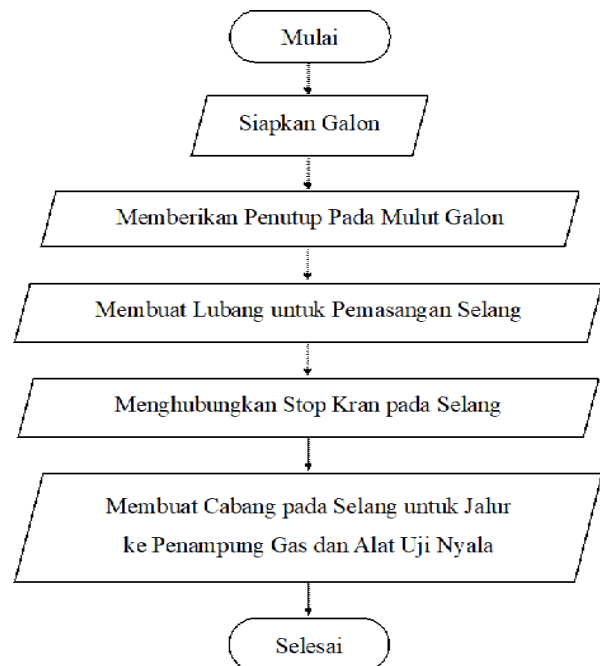 Mulai
Siapkan Galon
Memberikan Penutup Pada Mulut Galon
Membuat Lubang untuk Pemasangan Selang
Menghubungkan Stop Kran pada Selang
Membuat Cabang pada Selang untuk Jalur
ke Penampung Gas dan Alat Uji Nyala
Selesai